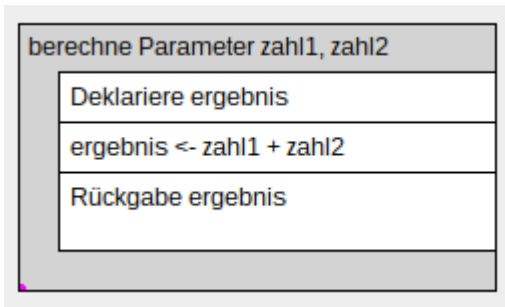 berechne Parameter zahl1, zahl2
Deklariere ergebnis
ergebnis <- zahl1 + zahl2
Rückgabe ergebnis